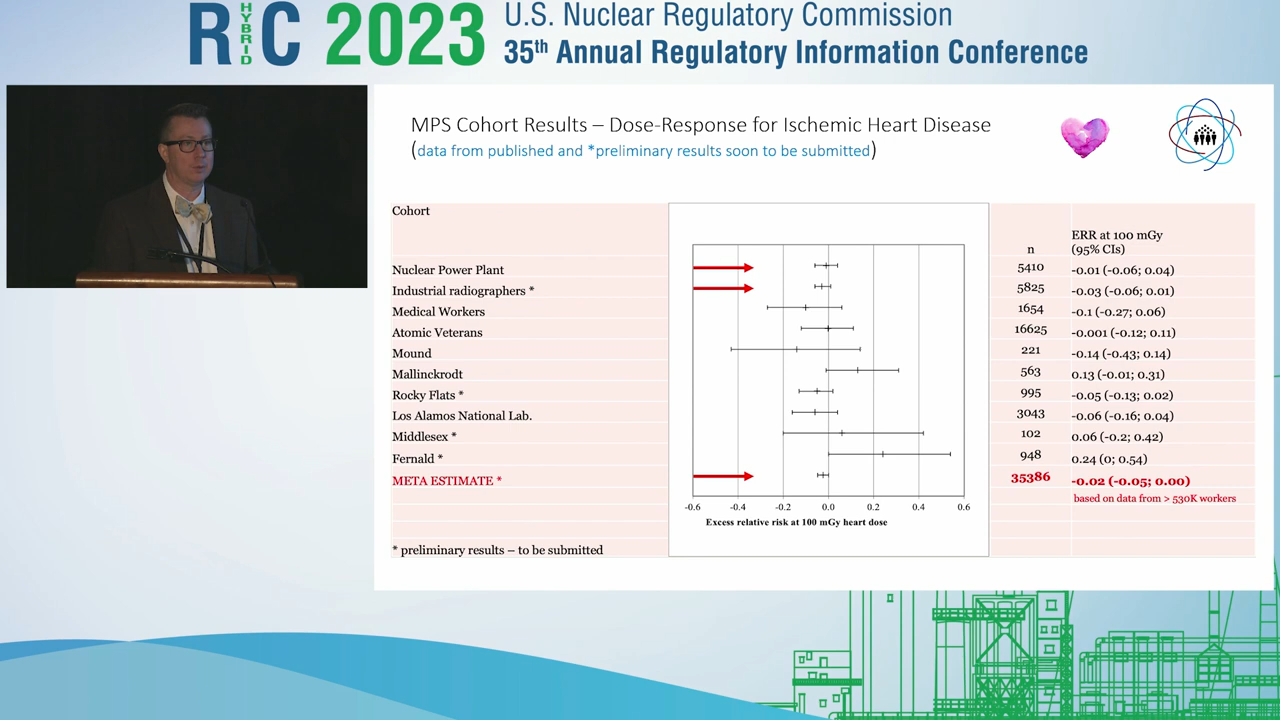 RIC 2023
HYBRID
U.S. Nuclear Regulatory Commission
35th Annual Regulatory Information Conference
MPS Cohort Results – Dose-Response for Ischemic Heart Disease
(data from published and *preliminary results soon to be submitted)
Cohort n ERR at 100 mGy (95% CIs)
Nuclear Power Plant 5410 -0.01 (-0.06; 0.04)
Industrial radiographers * 5825 -0.03 (-0.06; 0.01)
Medical Workers 1654 -0.1 (-0.27; 0.06)
Atomic Veterans 16625 -0.001 (-0.12; 0.11)
Mound 221 -0.14 (-0.43; 0.14)
Mallinckrodt 563 0.13 (-0.01; 0.31)
Rocky Flats * 995 -0.05 (-0.13; 0.02)
Los Alamos National Lab. 3043 -0.06 (-0.16; 0.04)
Middlesex * 102 0.06 (-0.2; 0.42)
Fernald * 948 0.24 (0; 0.54)
META ESTIMATE * 35386 -0.02 (-0.05; 0.00)
based on data from > 530K workers
-0.6 -0.4 -0.2 0.0 0.2 0.4 0.6
Excess relative risk at 100 mGy heart dose
* preliminary results – to be submitted